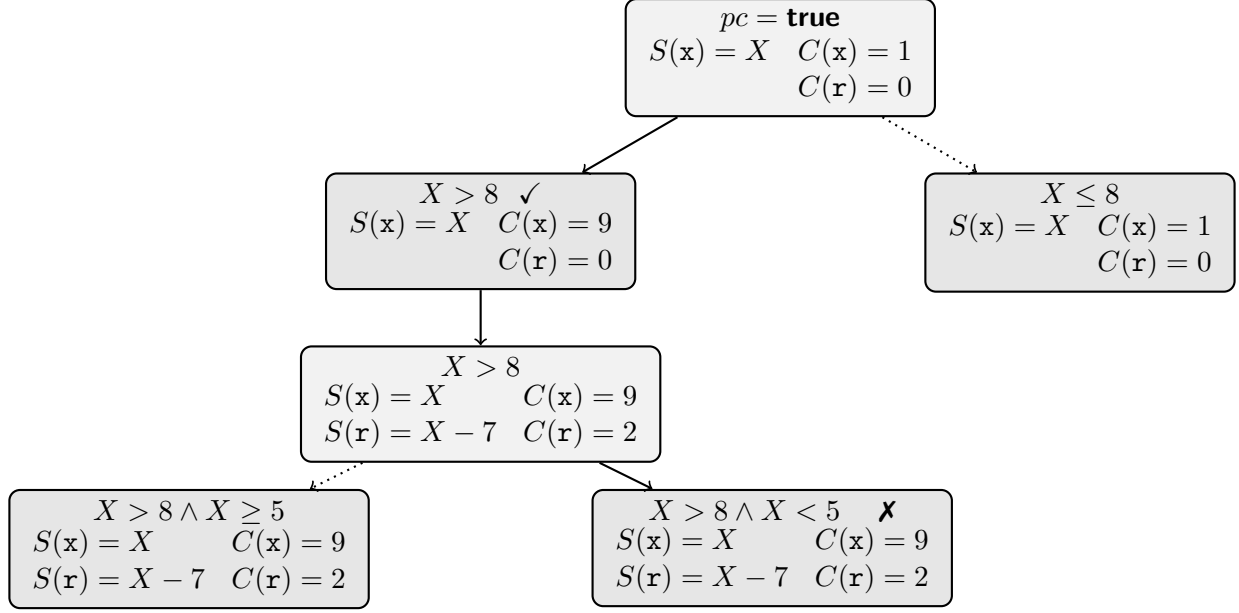 pc = true
S(x) = X C(x) = 1
C(r) = 0
X > 8 ✓
S(x) = X C(x) = 9
C(r) = 0
X ≤ 8
S(x) = X C(x) = 1
C(r) = 0
X > 8
S(x) = X C(x) = 9
S(r) = X − 7 C(r) = 2
X > 8 ∧ X ≥ 5
S(x) = X C(x) = 9
S(r) = X − 7 C(r) = 2
X > 8 ∧ X < 5 ✗
S(x) = X C(x) = 9
S(r) = X − 7 C(r) = 2